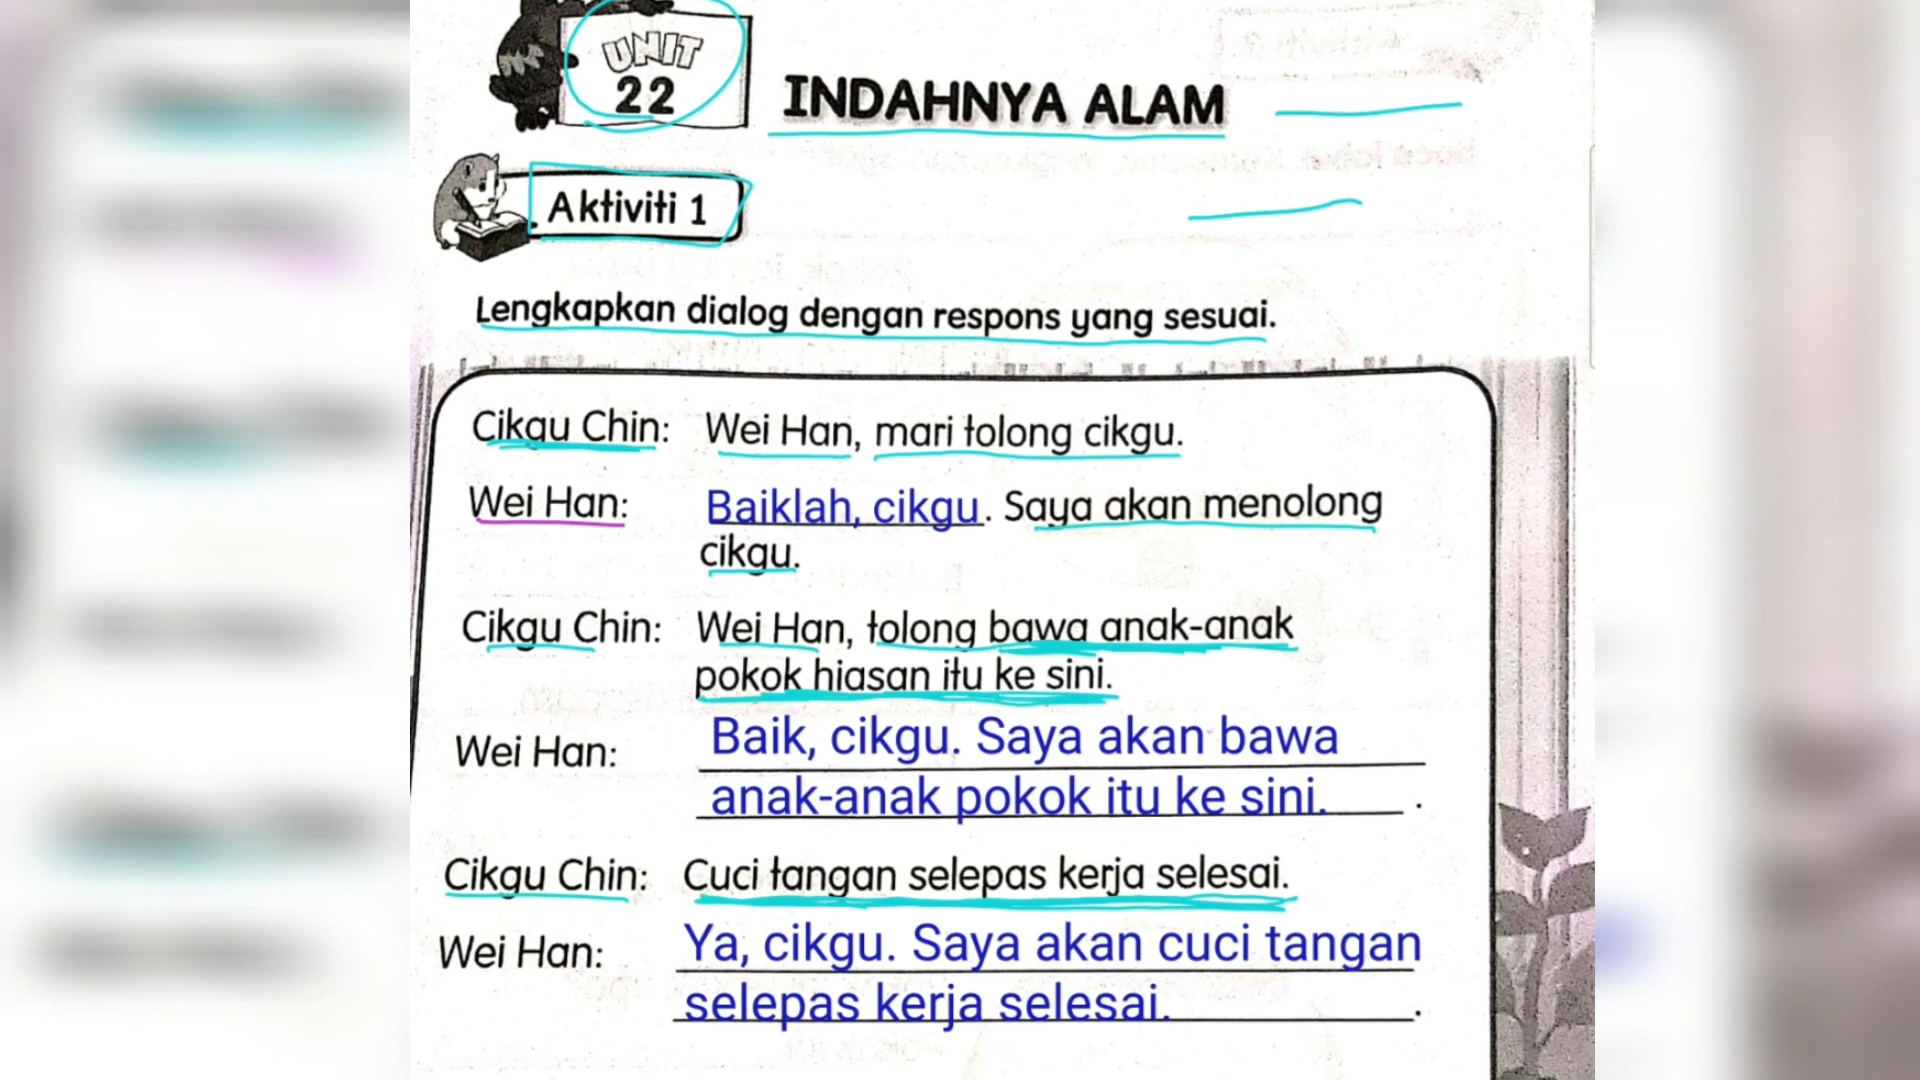 UNIT
22
INDAHNYA ALAM
Aktiviti 1
Lengkapkan dialog dengan respons yang sesuai.
Cikgu Chin: Wei Han, mari tolong cikgu.
Wei Han: Baiklah, cikgu. Saya akan menolong
cikgu.
Cikgu Chin: Wei Han, tolong bawa anak-anak
pokok hiasan itu ke sini.
Wei Han: Baik, cikgu. Saya akan bawa
anak-anak pokok itu ke sini. .
Cikgu Chin: Cuci tangan selepas kerja selesai.
Wei Han: Ya, cikgu. Saya akan cuci tangan
selepas kerja selesai. .